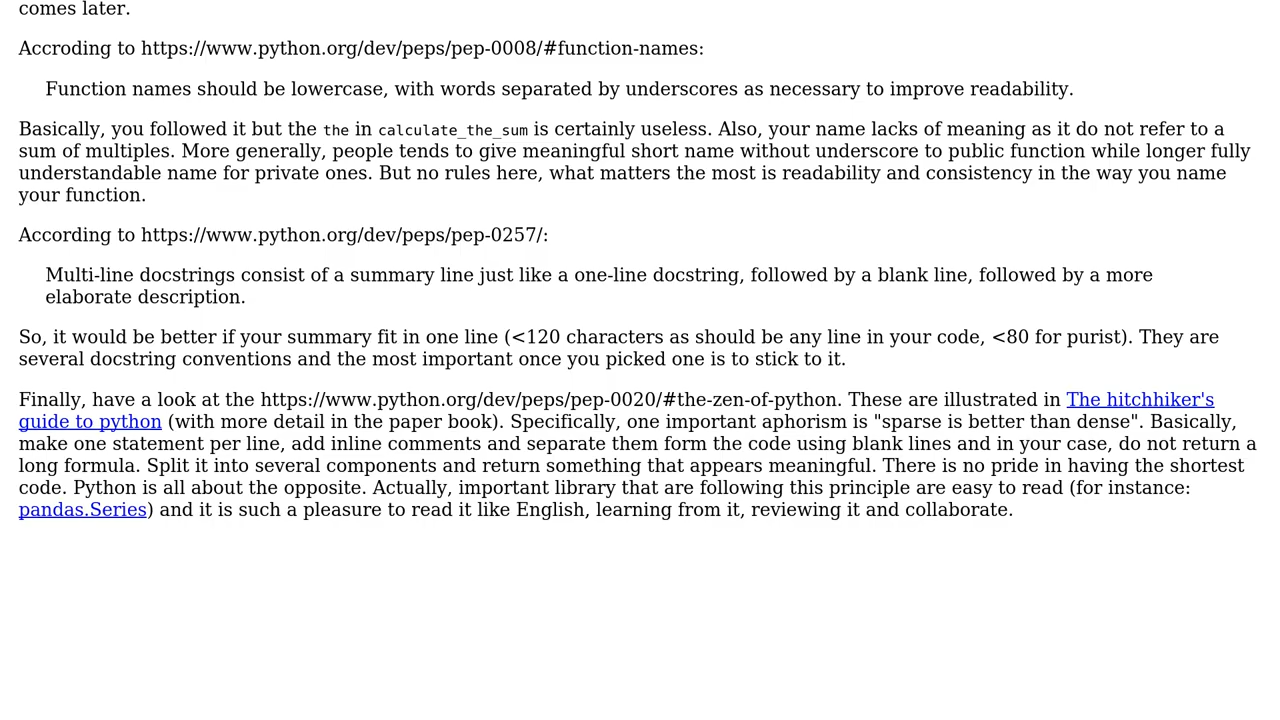 comes later.
Accroding to https://www.python.org/dev/peps/pep-0008/#function-names:
Function names should be lowercase, with words separated by underscores as necessary to improve readability.
Basically, you followed it but the the in calculate_the_sum is certainly useless. Also, your name lacks of meaning as it do not refer to a
sum of multiples. More generally, people tends to give meaningful short name without underscore to public function while longer fully
understandable name for private ones. But no rules here, what matters the most is readability and consistency in the way you name
your function.
According to https://www.python.org/dev/peps/pep-0257/:
Multi-line docstrings consist of a summary line just like a one-line docstring, followed by a blank line, followed by a more
elaborate description.
So, it would be better if your summary fit in one line (<120 characters as should be any line in your code, <80 for purist). They are
several docstring conventions and the most important once you picked one is to stick to it.
Finally, have a look at the https://www.python.org/dev/peps/pep-0020/#the-zen-of-python. These are illustrated in The hitchhiker's
guide to python (with more detail in the paper book). Specifically, one important aphorism is "sparse is better than dense". Basically,
make one statement per line, add inline comments and separate them form the code using blank lines and in your case, do not return a
long formula. Split it into several components and return something that appears meaningful. There is no pride in having the shortest
code. Python is all about the opposite. Actually, important library that are following this principle are easy to read (for instance:
pandas.Series) and it is such a pleasure to read it like English, learning from it, reviewing it and collaborate.